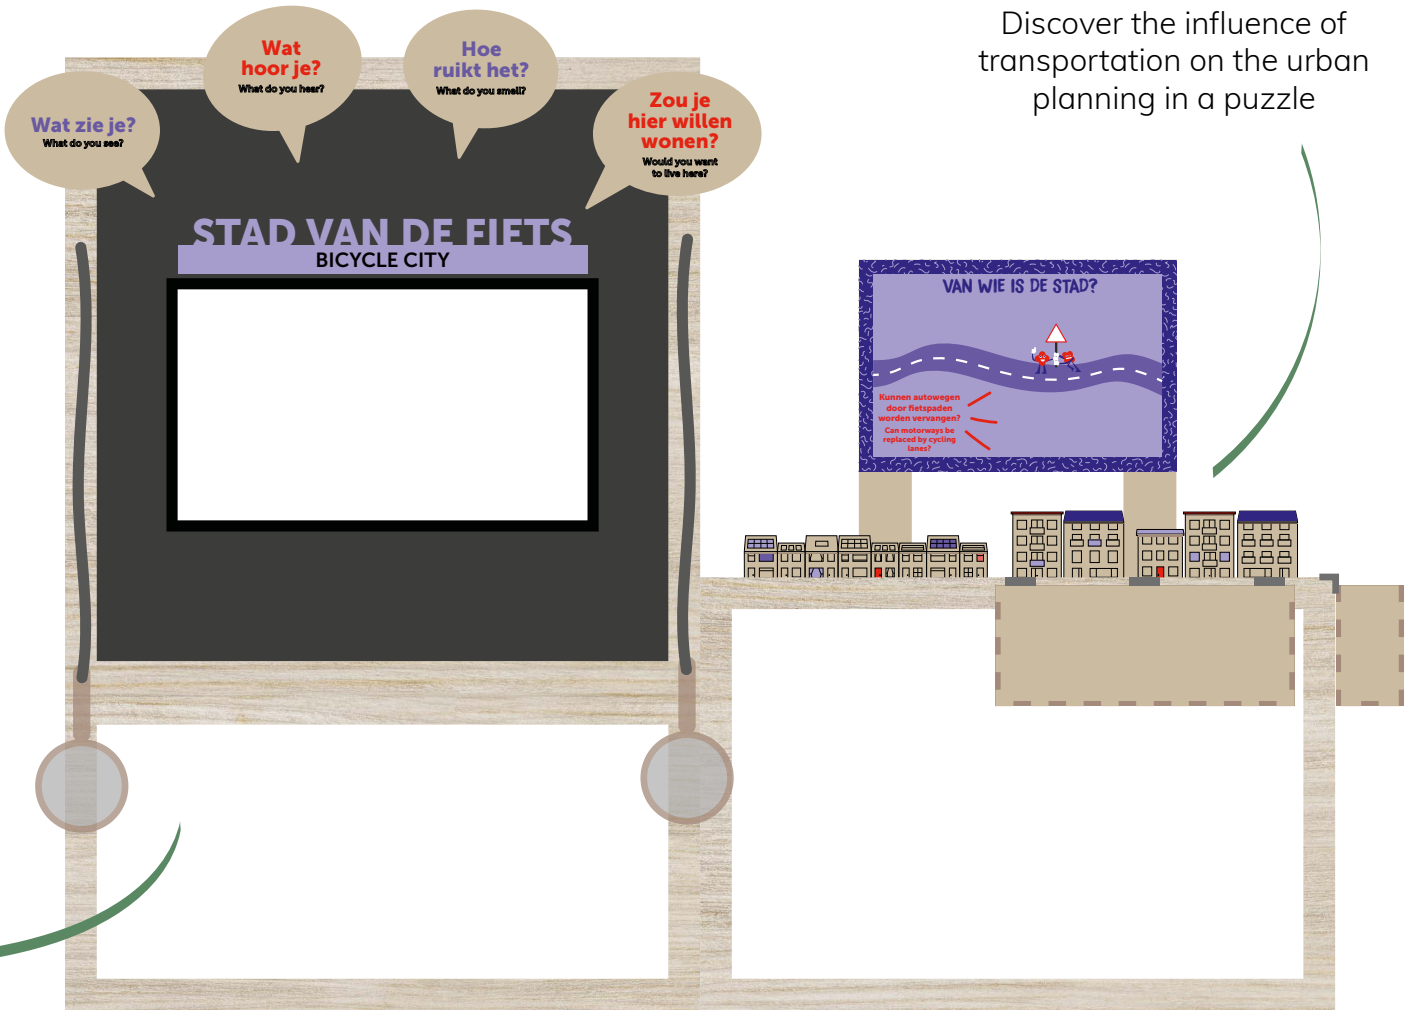 Discover the influence of
transportation on the urban
planning in a puzzle
Wat zie je?
What do you see?
Wat
hoor je?
What do you hear?
Hoe
ruikt het?
What do you smell?
Zou je
hier willen
wonen?
Would you want
to live here?
STAD VAN DE FIETS
BICYCLE CITY
VAN WIE IS DE STAD?
Kunnen autowegen
door fietspaden
worden vervangen?
Can motorways be
replaced by cycling
lanes?